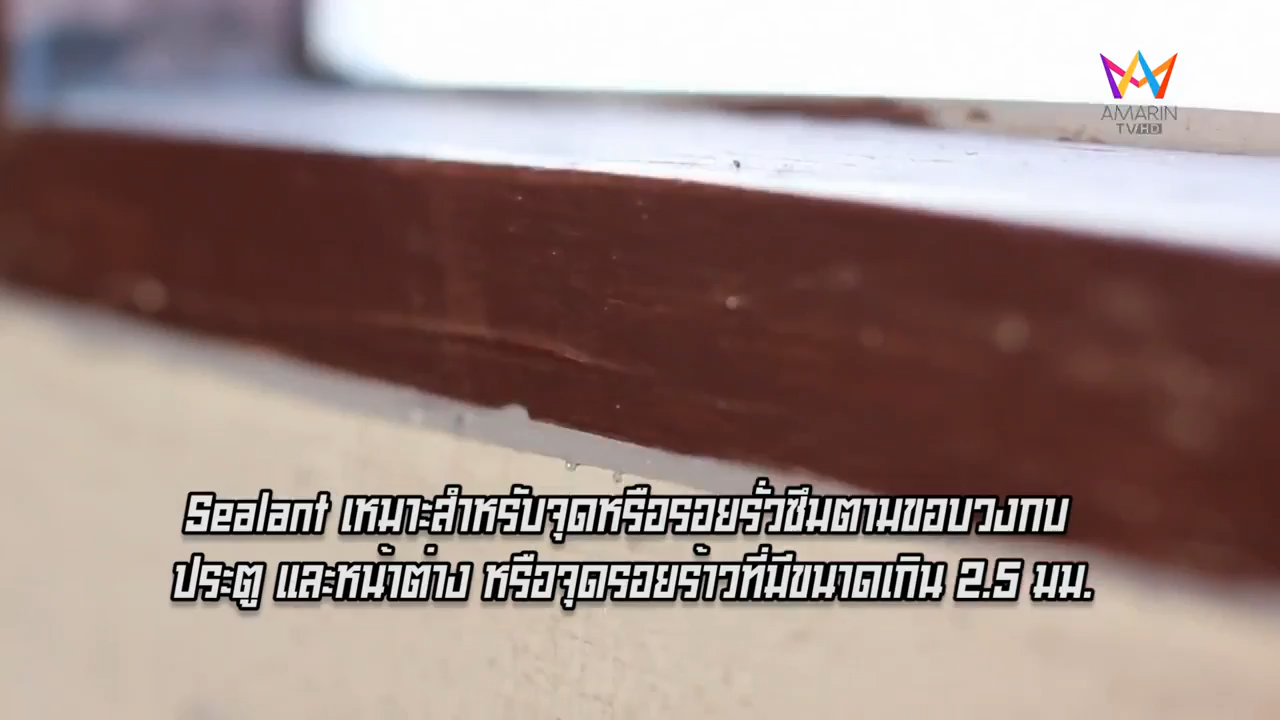 AMARIN
TV HD
Sealant เหมาะสำหรับจุดหรือรอยรั่วซึมตามขอบวงกบ
ประตู และหน้าต่าง หรือจุดรอยร้าวที่มีขนาดเกิน 2.5 มม.